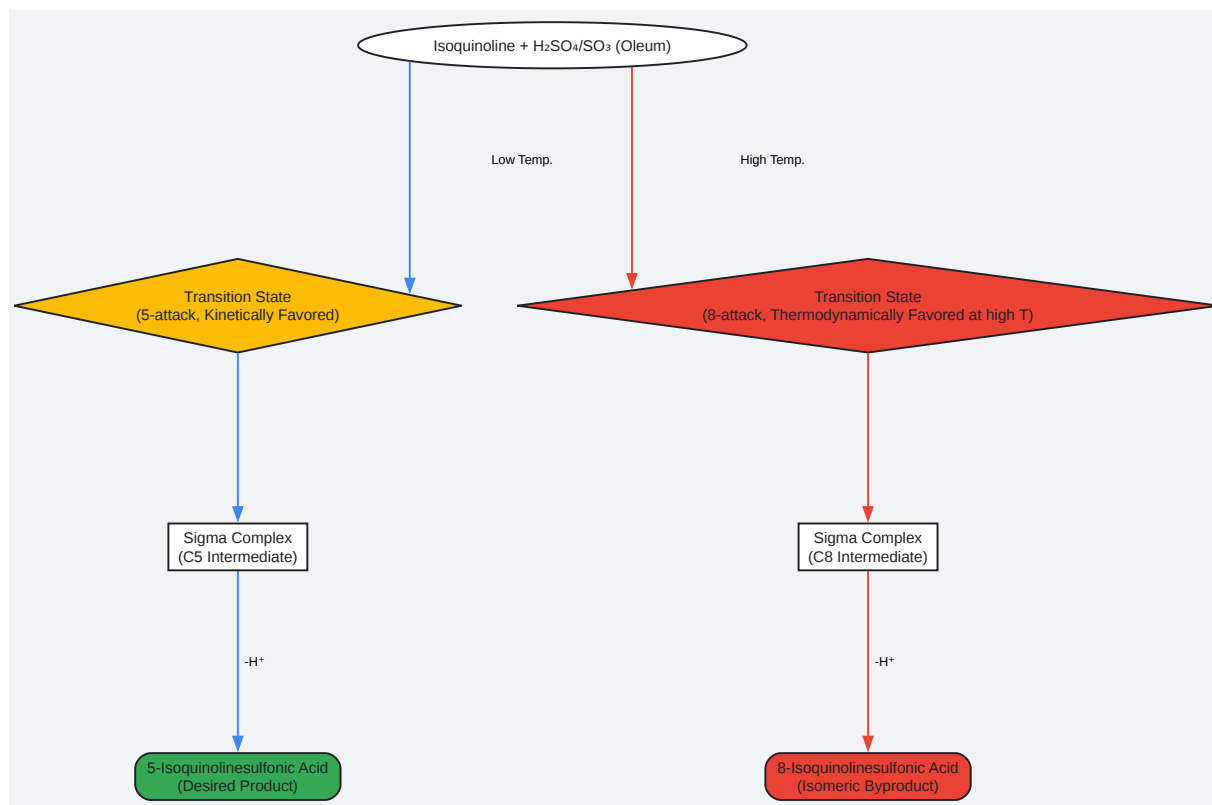 Isoquinoline + H₂SO₄/SO₃ (Oleum)
Low Temp.
High Temp.
Transition State
(5-attack, Kinetically Favored)
Transition State
(8-attack, Thermodynamically Favored at high T)
Sigma Complex
(C5 Intermediate)
Sigma Complex
(C8 Intermediate)
-H⁺
-H⁺
5-Isoquinolinesulfonic Acid
(Desired Product)
8-Isoquinolinesulfonic Acid
(Isomeric Byproduct)